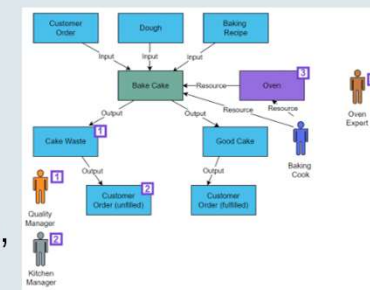 Customer
Order
Dough
Baking
Recipe
Input
Input
Input
Bake Cake
Resource
Oven
3
Resource
Resource
Oven
Expert
Output
Output
Cake Waste
1
Good Cake
Baking
Cook
Output
Output
1
Customer
Order (unfilled)
2
Customer
Order (fulfilled)
Quality
Manager
,
2
Kitchen
Manager